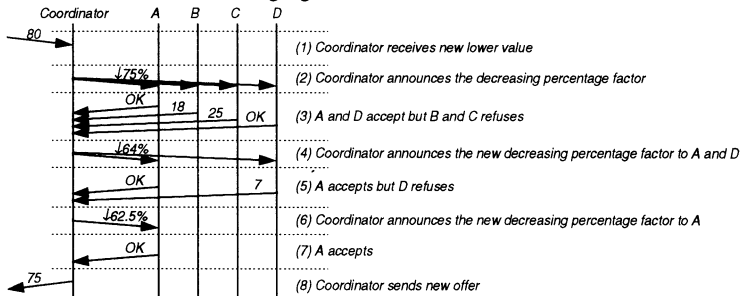 Coordinator A B C D
80
(1) Coordinator receives new lower value
↓75%
(2) Coordinator announces the decreasing percentage factor
OK 18 25 OK
(3) A and D accept but B and C refuses
↓64%
(4) Coordinator announces the new decreasing percentage factor to A and D
OK 7
(5) A accepts but D refuses
↓62.5%
(6) Coordinator announces the new decreasing percentage factor to A
OK
(7) A accepts
75
(8) Coordinator sends new offer